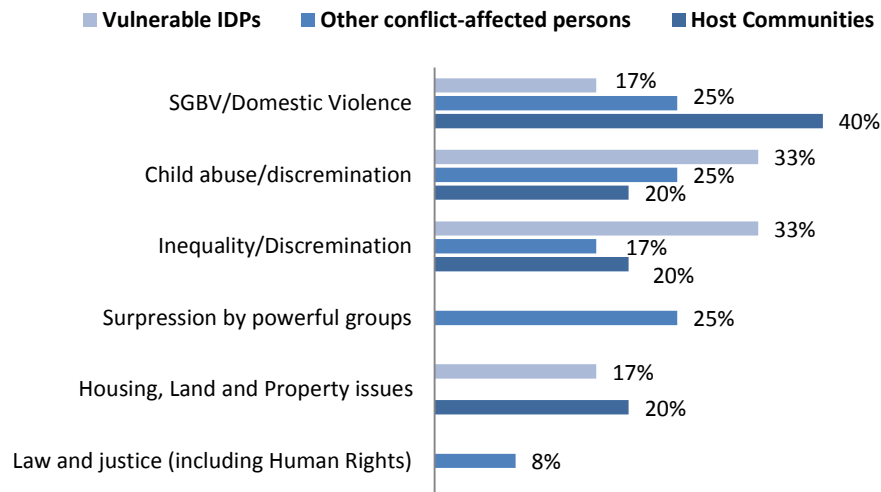 Vulnerable IDPs Other conflict-affected persons Host Communities
SGBV/Domestic Violence
17%
25%
40%
Child abuse/discrimination
33%
25%
20%
Inequality/Discrimination
33%
17%
20%
Surpression by powerful groups
25%
Housing, Land and Property issues
17%
20%
Law and justice (including Human Rights)
8%